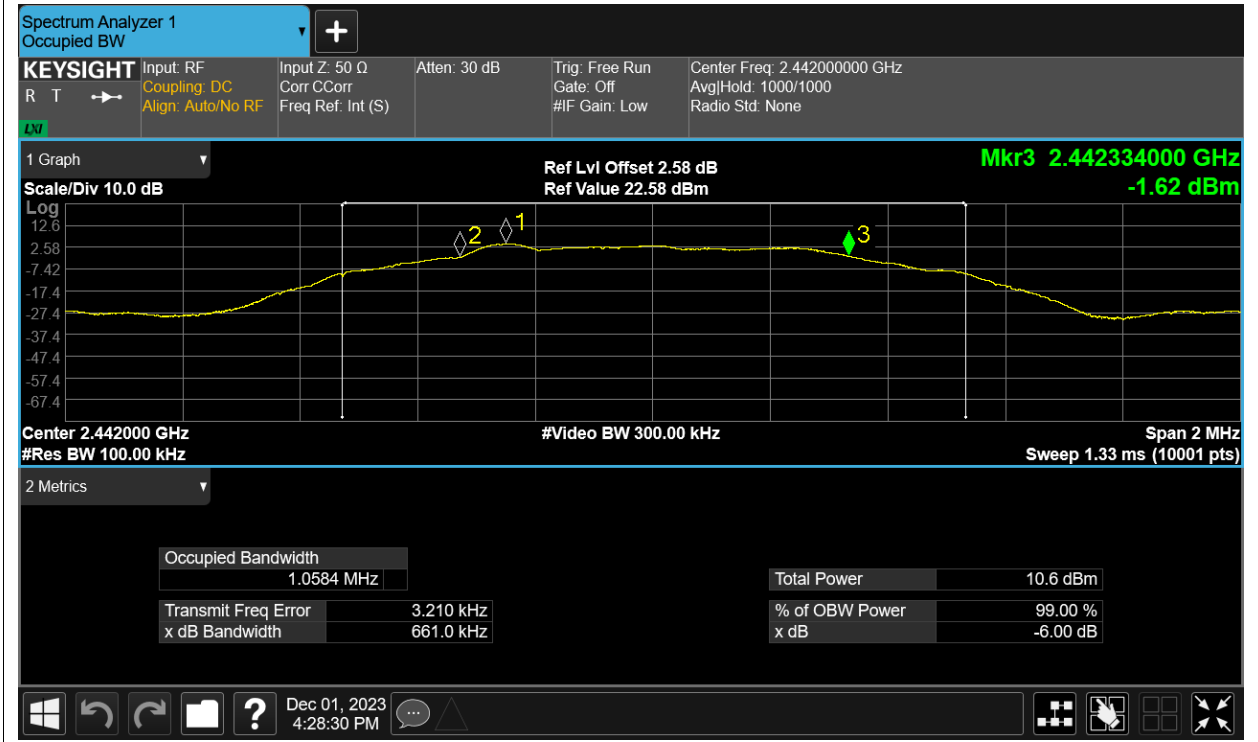 Spectrum Analyzer 1
Occupied BW
KEYSIGHT
R T
LXI
Input: RF
Coupling: DC
Align: Auto/No RF
Input Z: 50 Ω
Corr CCorr
Freq Ref: Int (S)
Atten: 30 dB
Trig: Free Run
Gate: Off
#IF Gain: Low
Center Freq: 2.442000000 GHz
Avg|Hold: 1000/1000
Radio Std: None
1 Graph
Scale/Div 10.0 dB
Ref Lvl Offset 2.58 dB
Ref Value 22.58 dBm
Mkr3 2.442334000 GHz
-1.62 dBm
Log
12.6
2.58
-7.42
-17.4
-27.4
-37.4
-47.4
-57.4
-67.4
2
1
3
Center 2.442000 GHz
#Res BW 100.00 kHz
#Video BW 300.00 kHz
Span 2 MHz
Sweep 1.33 ms (10001 pts)
2 Metrics
Occupied Bandwidth
1.0584 MHz
Transmit Freq Error 3.210 kHz
x dB Bandwidth 661.0 kHz
Total Power 10.6 dBm
% of OBW Power 99.00 %
x dB -6.00 dB
?
Dec 01, 2023
4:28:30 PM